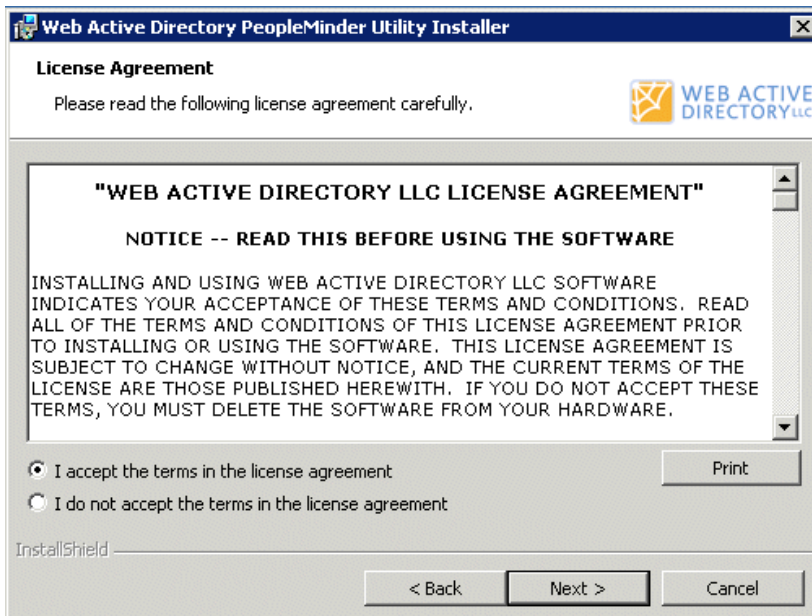 Web Active Directory PeopleMinder Utility Installer
License Agreement
Please read the following license agreement carefully.
WEB ACTIVE
DIRECTORY LLC
"WEB ACTIVE DIRECTORY LLC LICENSE AGREEMENT"
NOTICE -- READ THIS BEFORE USING THE SOFTWARE
INSTALLING AND USING WEB ACTIVE DIRECTORY LLC SOFTWARE
INDICATES YOUR ACCEPTANCE OF THESE TERMS AND CONDITIONS.  READ
ALL OF THE TERMS AND CONDITIONS OF THIS LICENSE AGREEMENT PRIOR
TO INSTALLING OR USING THE SOFTWARE.  THIS LICENSE AGREEMENT IS
SUBJECT TO CHANGE WITHOUT NOTICE, AND THE CURRENT TERMS OF THE
LICENSE ARE THOSE PUBLISHED HEREWITH.  IF YOU DO NOT ACCEPT THESE
TERMS, YOU MUST DELETE THE SOFTWARE FROM YOUR HARDWARE.
I accept the terms in the license agreement
Print
I do not accept the terms in the license agreement
InstallShield
< Back
Next >
Cancel